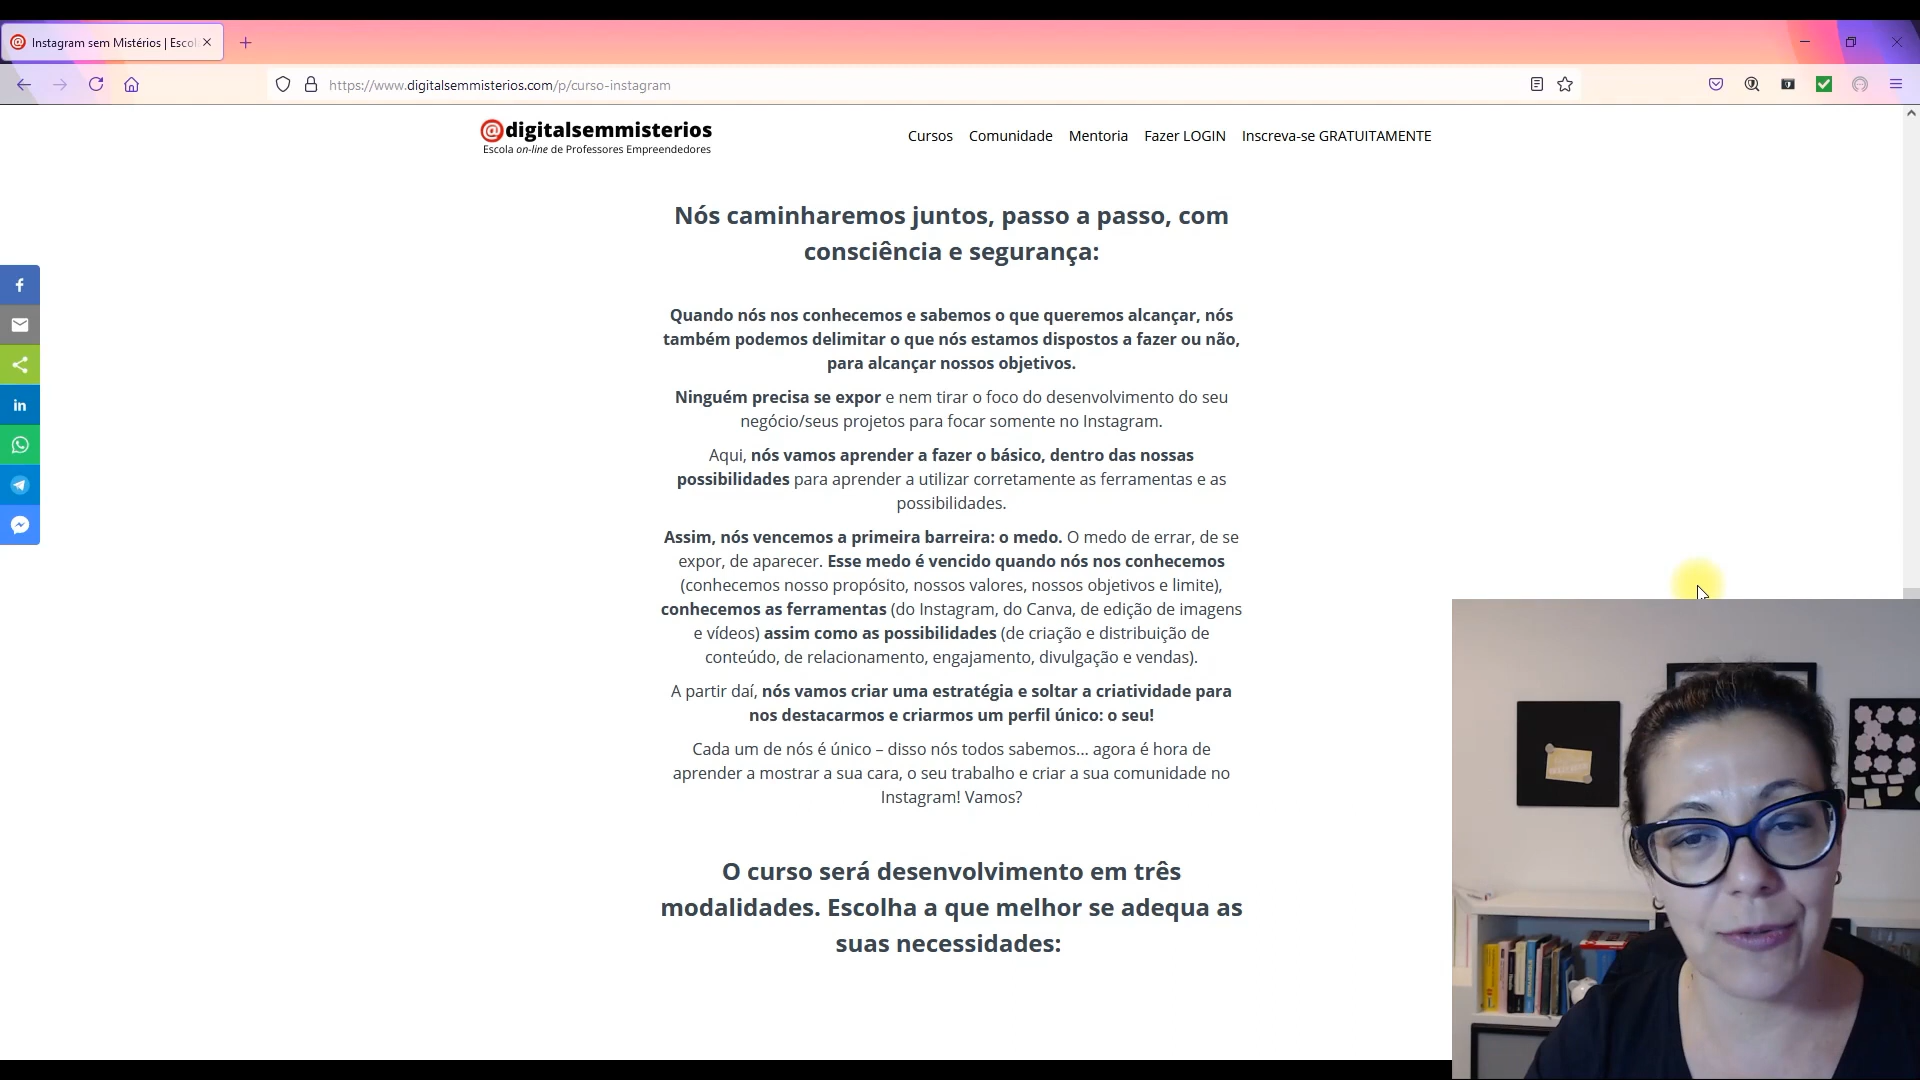 Instagram sem Mistérios | Escol
https://www.digitalsemmisterios.com/p/curso-instagram
@digitalsemmisterios
Escola on-line de Professores Empreendedores
Cursos Comunidade Mentoria Fazer LOGIN Inscreva-se GRATUITAMENTE
Nós caminharemos juntos, passo a passo, com
consciência e segurança:
Quando nós nos conhecemos e sabemos o que queremos alcançar, nós
também podemos delimitar o que nós estamos dispostos a fazer ou não,
para alcançar nossos objetivos.
Ninguém precisa se expor e nem tirar o foco do desenvolvimento do seu
negócio/seus projetos para focar somente no Instagram.
Aqui, nós vamos aprender a fazer o básico, dentro das nossas
possibilidades para aprender a utilizar corretamente as ferramentas e as
possibilidades.
Assim, nós vencemos a primeira barreira: o medo. O medo de errar, de se
expor, de aparecer. Esse medo é vencido quando nós nos conhecemos
(conhecemos nosso propósito, nossos valores, nossos objetivos e limite),
conhecemos as ferramentas (do Instagram, do Canva, de edição de imagens
e vídeos) assim como as possibilidades (de criação e distribuição de
conteúdo, de relacionamento, engajamento, divulgação e vendas).
A partir daí, nós vamos criar uma estratégia e soltar a criatividade para
nos destacarmos e criarmos um perfil único: o seu!
Cada um de nós é único – disso nós todos sabemos... agora é hora de
aprender a mostrar a sua cara, o seu trabalho e criar a sua comunidade no
Instagram! Vamos?
O curso será desenvolvimento em três
modalidades. Escolha a que melhor se adequa as
suas necessidades: